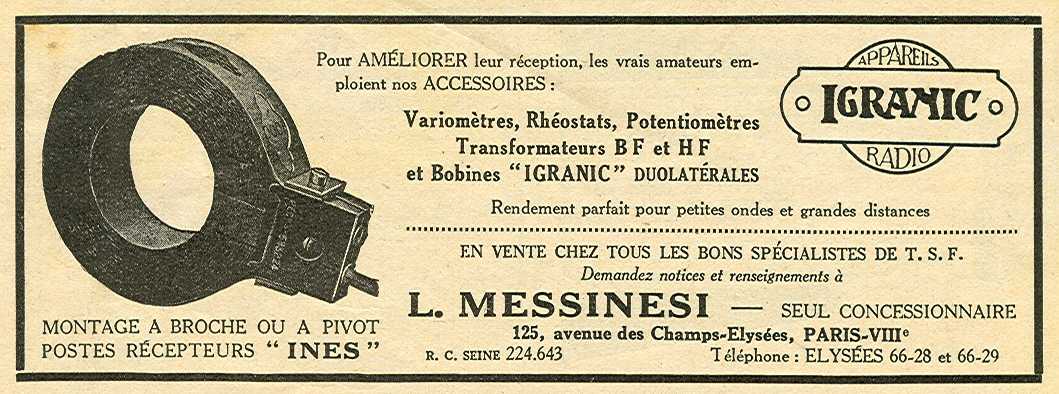 Pour AMÉLIORER leur réception, les vrais amateurs em-
ploient nos ACCESSOIRES :
Variomètres, Rhéostats, Potentiomètres
Transformateurs BF et HF
et Bobines “IGRANIC” DUOLATÉRALES
APPAREILS
IGRANIC
RADIO
Rendement parfait pour petites ondes et grandes distances
EN VENTE CHEZ TOUS LES BONS SPÉCIALISTES DE T. S. F.
Demandez notices et renseignements à
L. MESSINESI — SEUL CONCESSIONNAIRE
125, avenue des Champs-Elysées, PARIS-VIIIe
R. C. SEINE 224.643 Téléphone : ELYSÉES 66-28 et 66-29
MONTAGE A BROCHE OU A PIVOT
POSTES RÉCEPTEURS “ INES ”